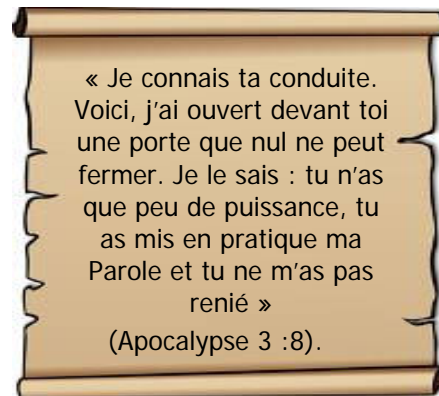 « Je connais ta conduite.
Voici, j’ai ouvert devant toi
une porte que nul ne peut
fermer. Je le sais : tu n’as
que peu de puissance, tu
as mis en pratique ma
Parole et tu ne m’as pas
renié »
(Apocalypse 3 :8).